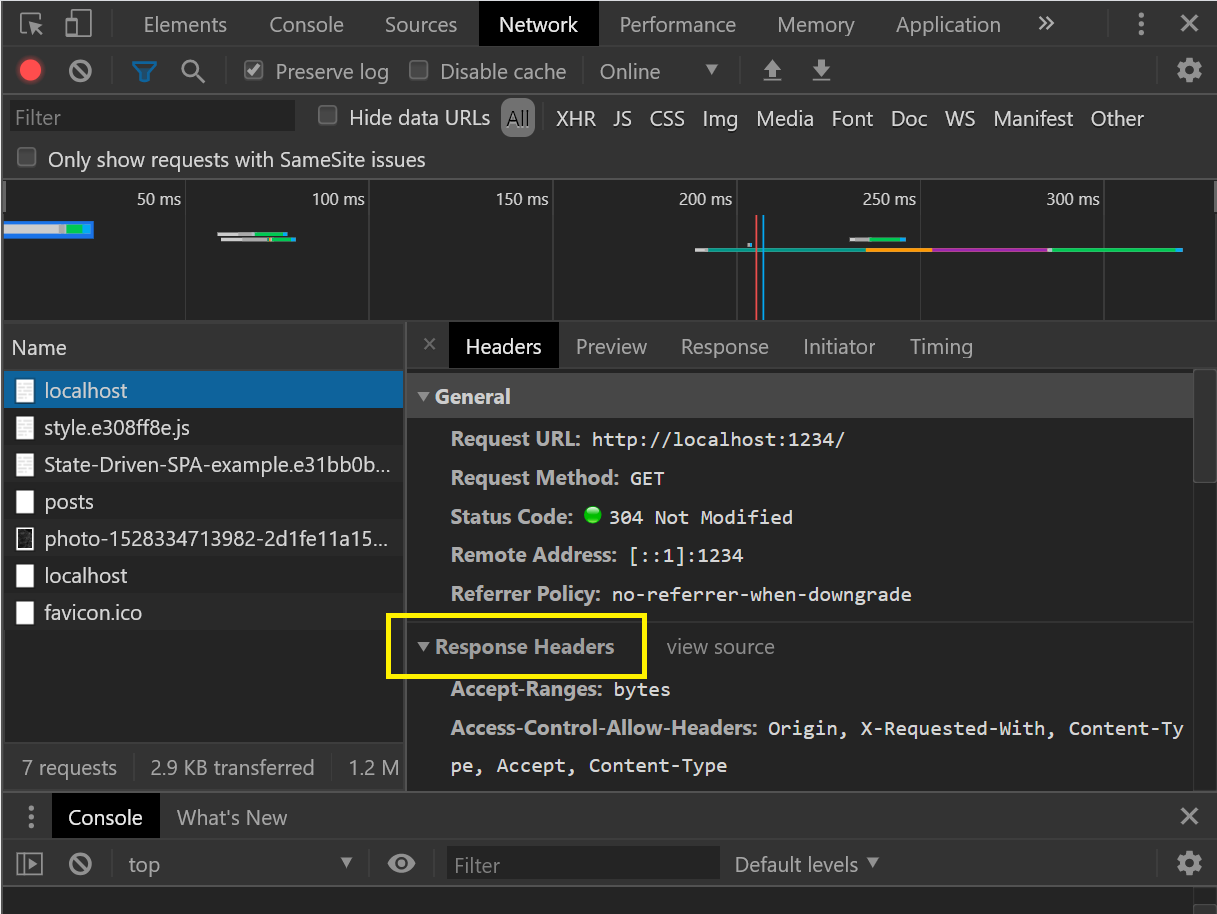 Elements Console Sources Network Performance Memory Application »
Preserve log Disable cache Online
Filter Hide data URLs All XHR JS CSS Img Media Font Doc WS Manifest Other
Only show requests with SameSite issues
50 ms 100 ms 150 ms 200 ms 250 ms 300 ms
Name
localhost
style.e308ff8e.js
State-Driven-SPA-example.e31bb0b...
posts
photo-1528334713982-2d1fe11a15...
localhost
favicon.ico
7 requests 2.9 KB transferred 1.2 M
Headers Preview Response Initiator Timing
General
Request URL: http://localhost:1234/
Request Method: GET
Status Code: 304 Not Modified
Remote Address: [::1]:1234
Referrer Policy: no-referrer-when-downgrade
Response Headers view source
Accept-Ranges: bytes
Access-Control-Allow-Headers: Origin, X-Requested-With, Content-Ty
pe, Accept, Content-Type
Console What's New
top Filter Default levels